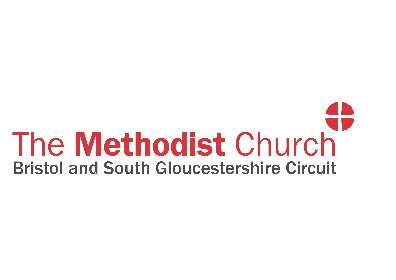 The Methodist Church
Bristol and South Gloucestershire Circuit